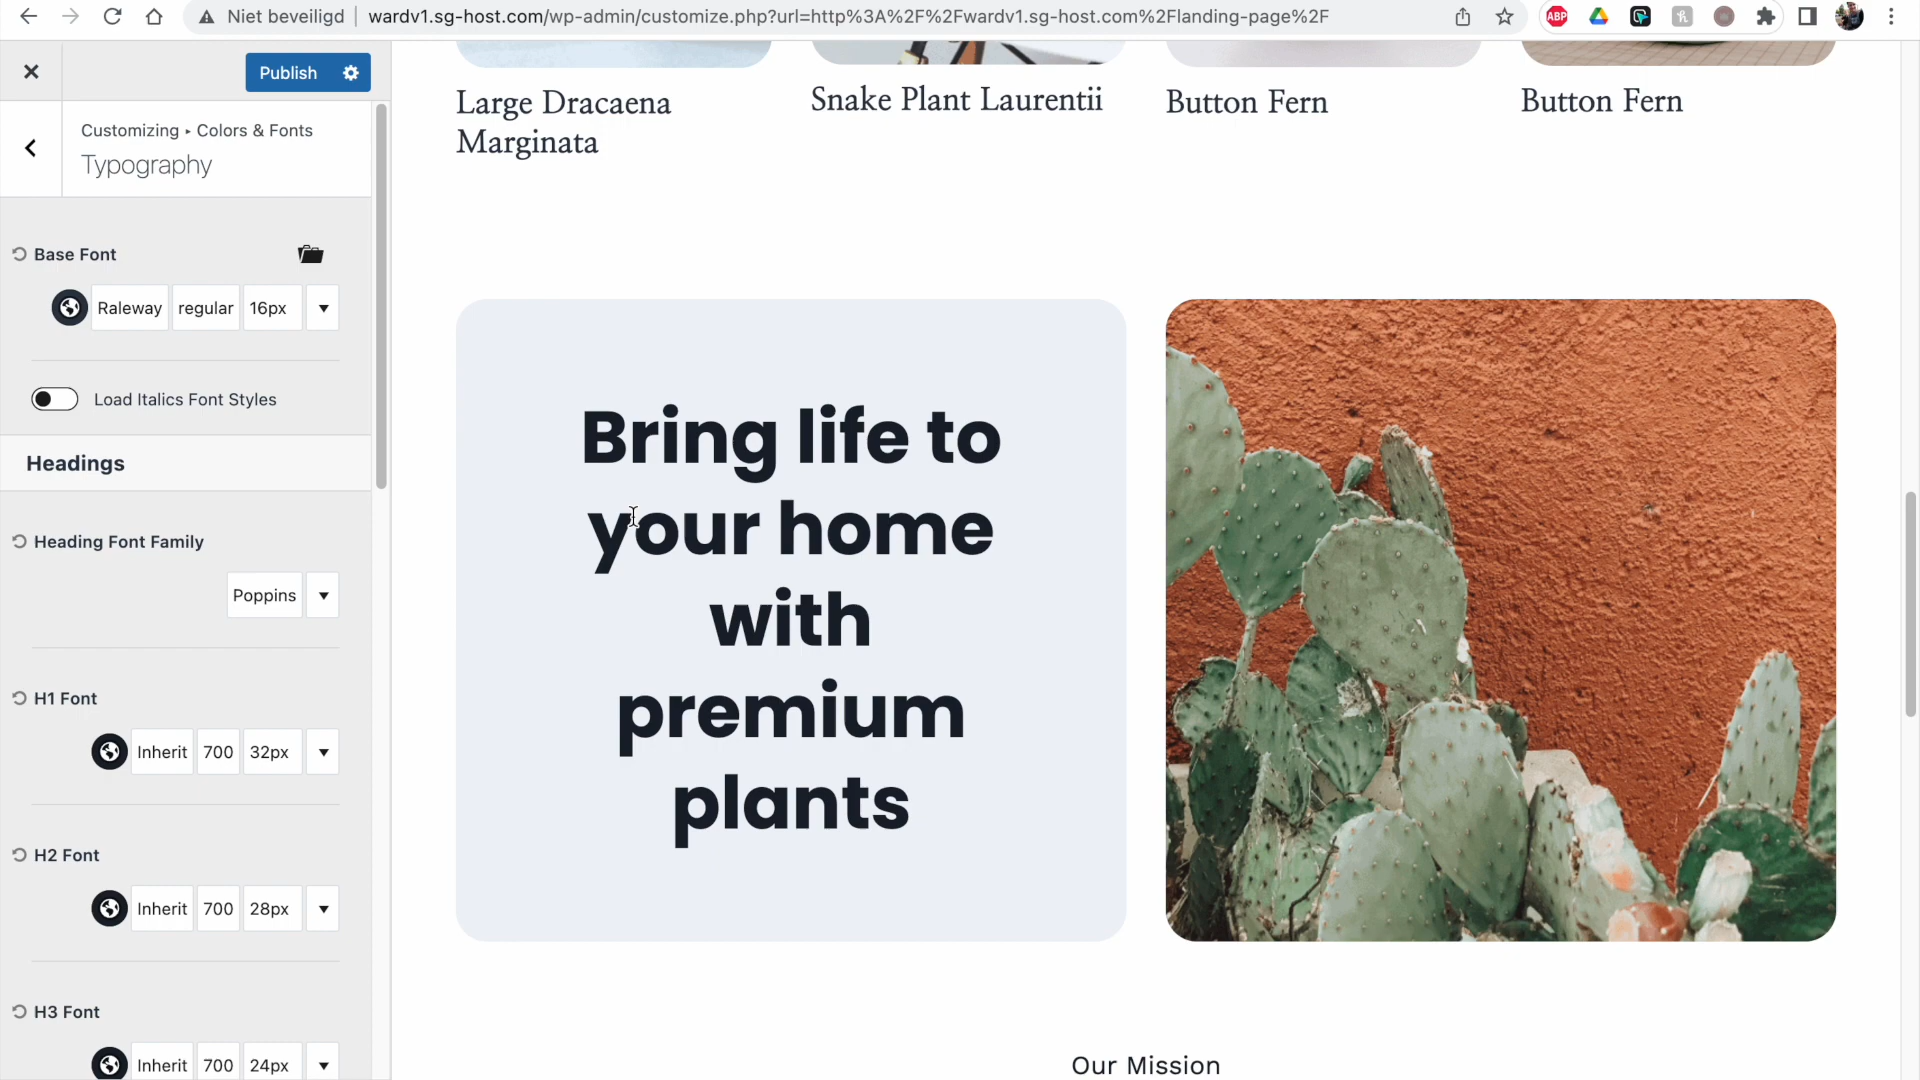 Niet beveiligd
wardv1.sg-host.com/wp-admin/customize.php?url=http%3A%2F%2Fwardv1.sg-host.com%2Flanding-page%2F
ABP
Publish
Customizing ▸ Colors & Fonts
Typography
Base Font
Raleway regular 16px
Load Italics Font Styles
Headings
Heading Font Family
Poppins
H1 Font
Inherit 700 32px
H2 Font
Inherit 700 28px
H3 Font
Inherit 700 24px
Large Dracaena
Marginata
Snake Plant Laurentii
Button Fern
Button Fern
Bring life to
your home
with
premium
plants
Our Mission